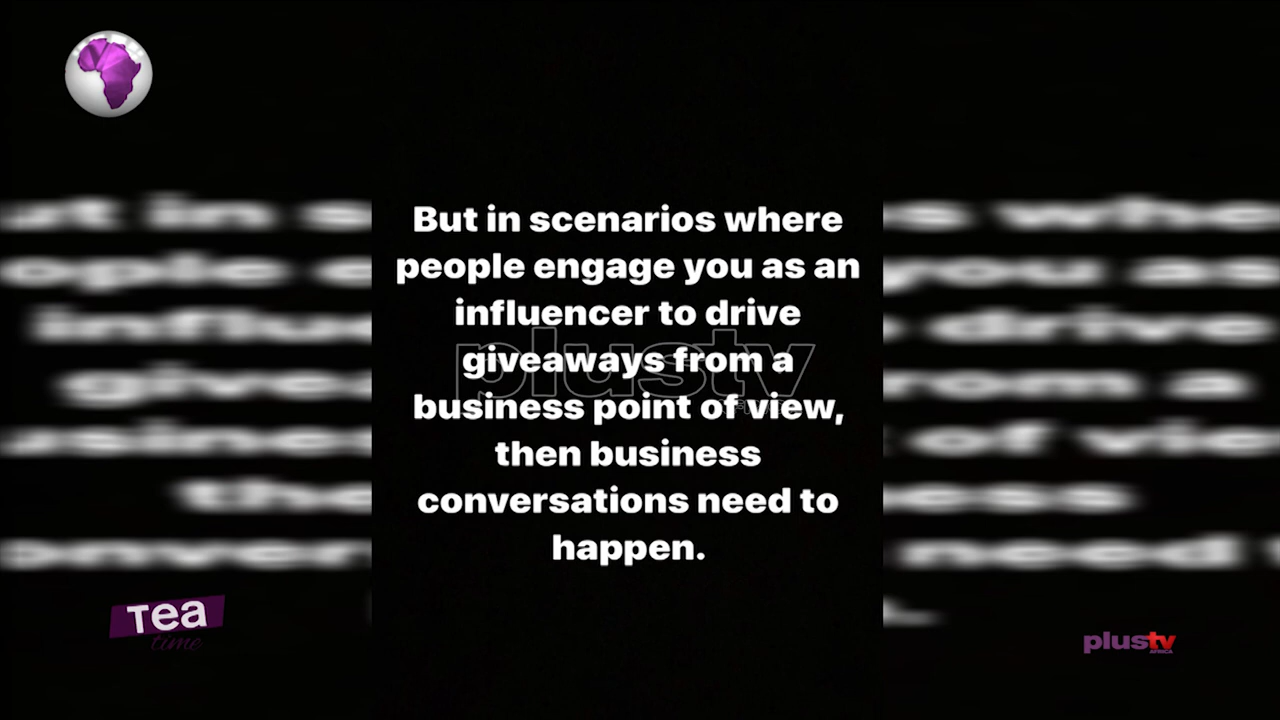 But in scenarios where
people engage you as an
influencer to drive
giveaways from a
business point of view,
then business
conversations need to
happen.
plustv
Tea
time
plustv
AFRICA